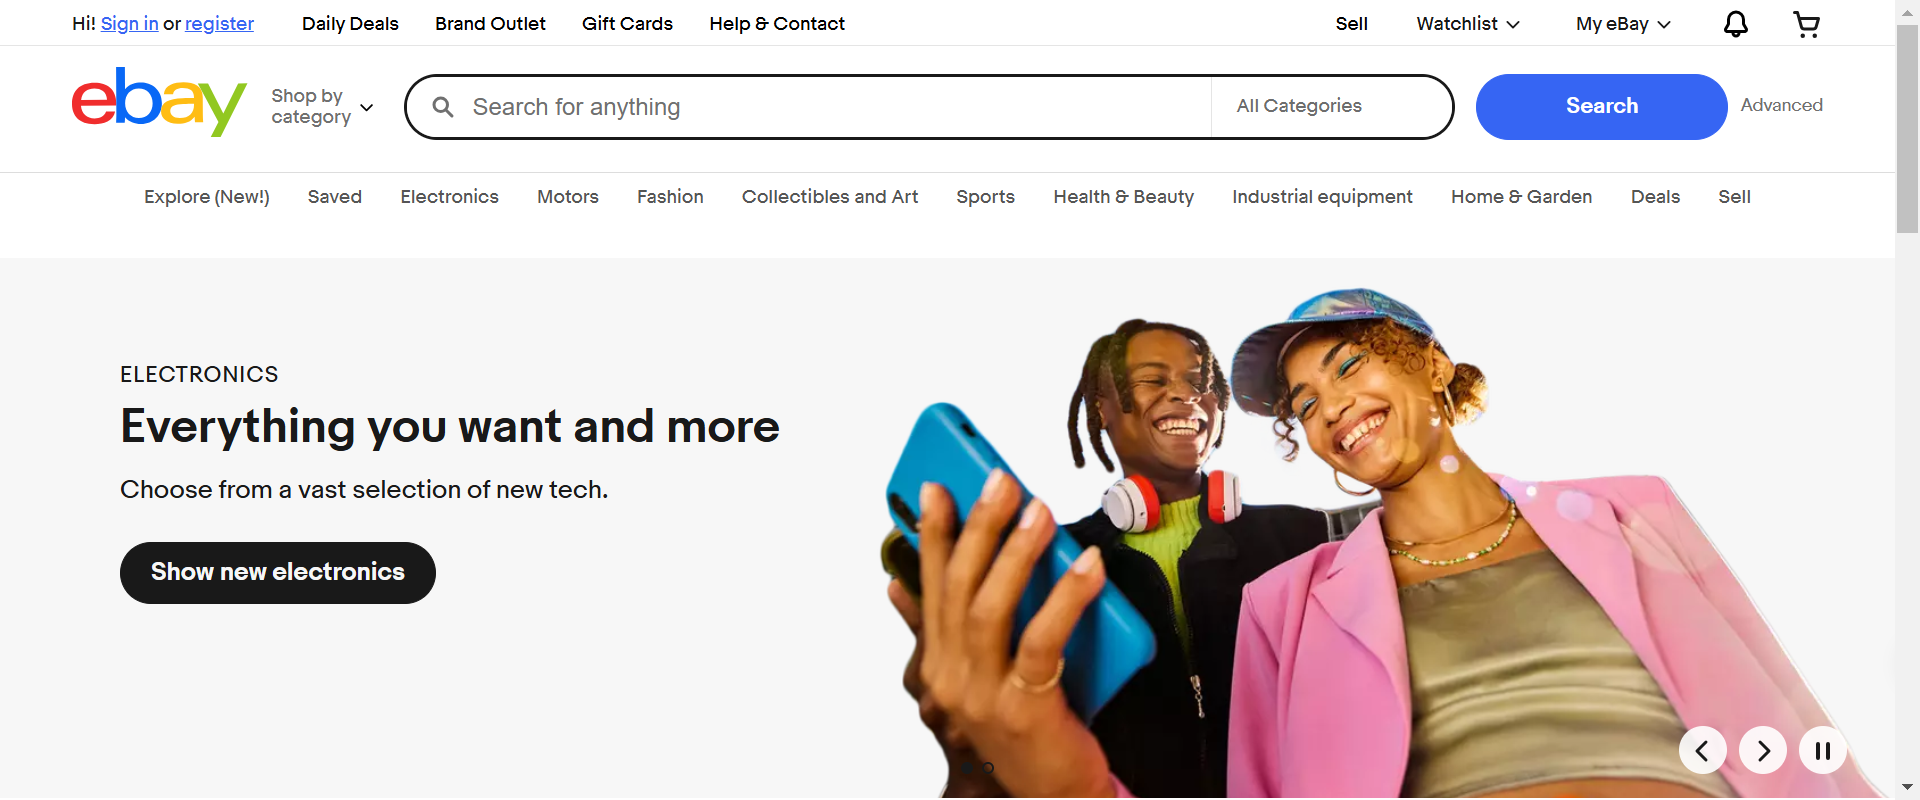 Hi! Sign in or register Daily Deals Brand Outlet Gift Cards Help & Contact Sell Watchlist My eBay
ebay
Shop by
category
Search for anything All Categories Search Advanced
Explore (New!) Saved Electronics Motors Fashion Collectibles and Art Sports Health & Beauty Industrial equipment Home & Garden Deals Sell
ELECTRONICS
Everything you want and more
Choose from a vast selection of new tech.
Show new electronics